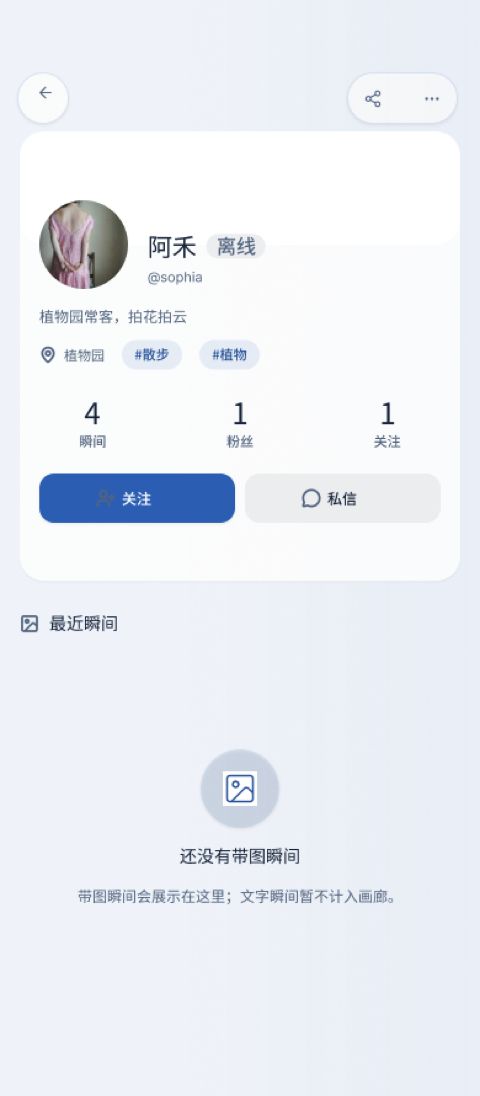 阿禾 离线
@sophia
植物园常客，拍花拍云
植物园 #散步 #植物
4 1 1
瞬间 粉丝 关注
关注 私信
最近瞬间
还没有带图瞬间
带图瞬间会展示在这里；文字瞬间暂不计入画廊。